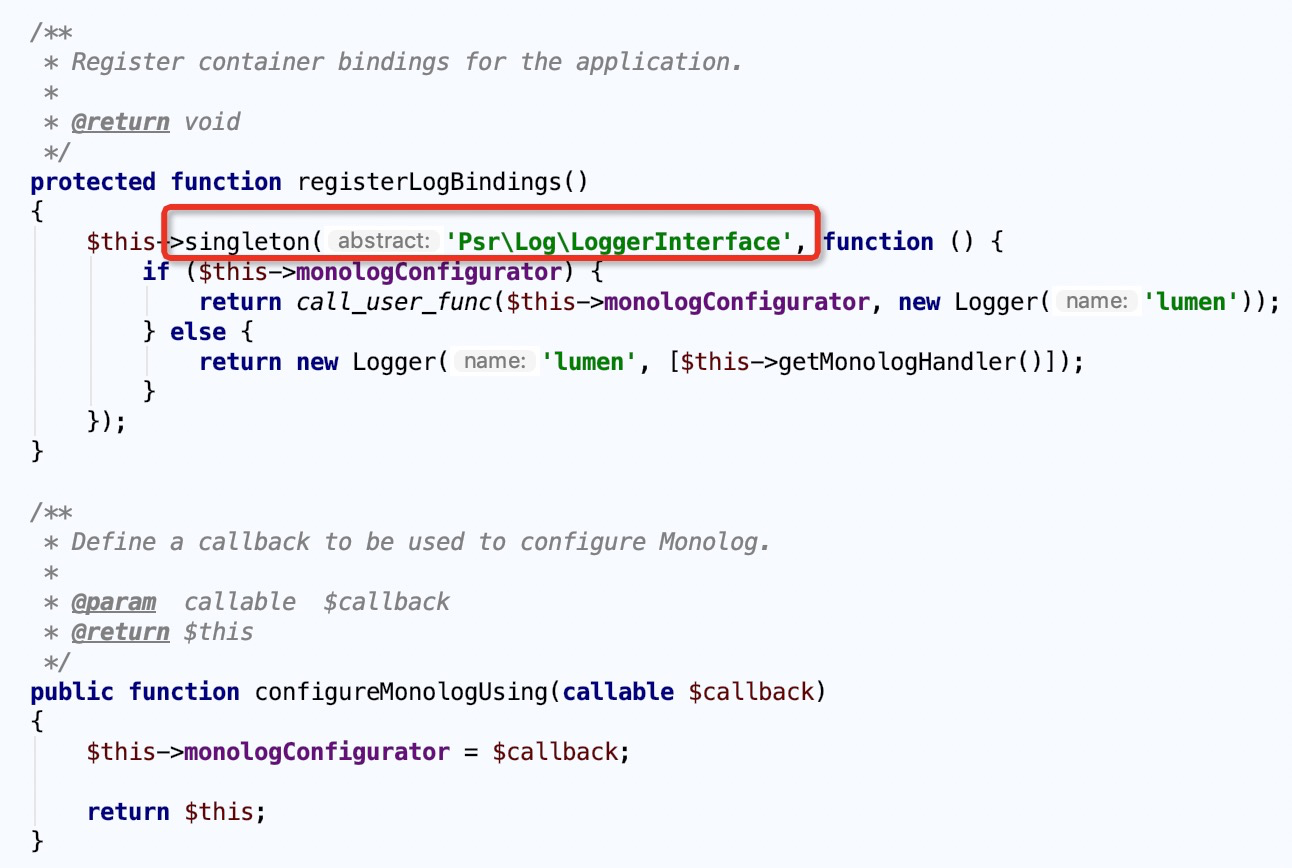 /**
 * Register container bindings for the application.
 *
 * @return void
 */
protected function registerLogBindings()
{
    $this->singleton( abstract: 'Psr\Log\LoggerInterface', function () {
        if ($this->monologConfigurator) {
            return call_user_func($this->monologConfigurator, new Logger( name: 'lumen'));
        } else {
            return new Logger( name: 'lumen', [$this->getMonologHandler()]);
        }
    });
}

/**
 * Define a callback to be used to configure Monolog.
 *
 * @param  callable  $callback
 * @return $this
 */
public function configureMonologUsing(callable $callback)
{
    $this->monologConfigurator = $callback;

    return $this;
}